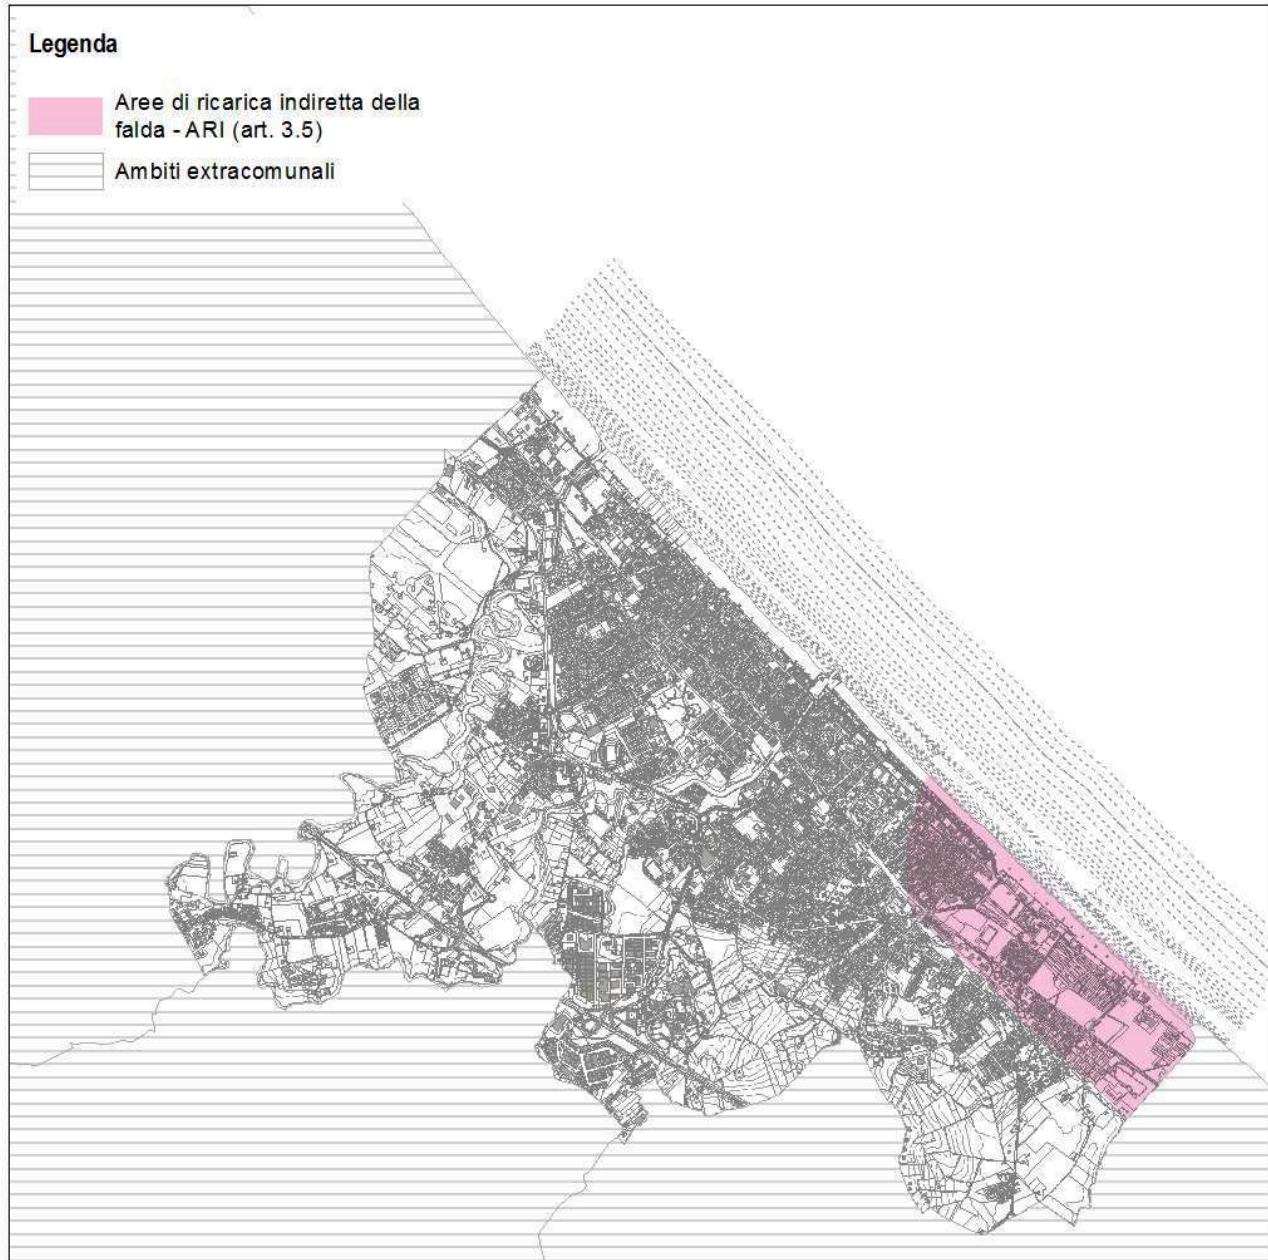 Legenda
Aree di ricarica indiretta della
falda - ARI (art. 3.5)
Ambiti extracomunali